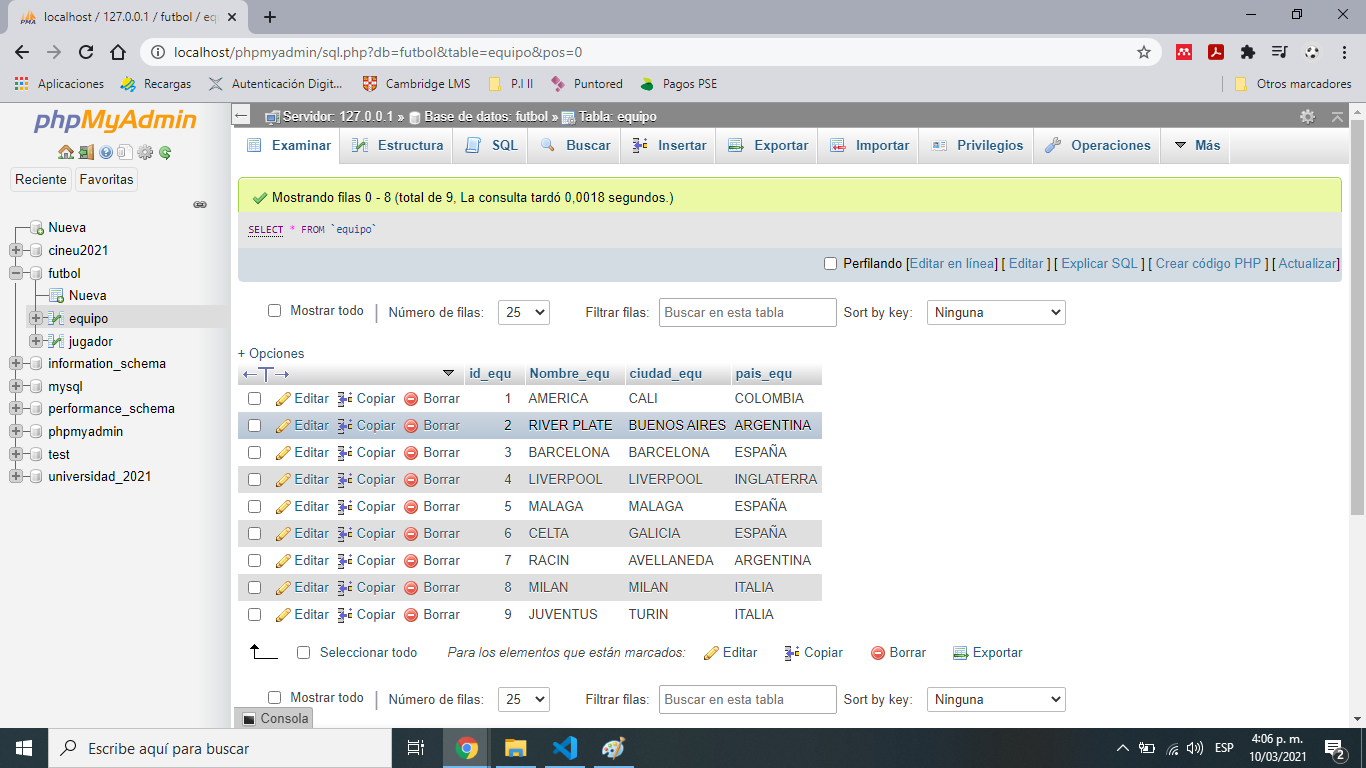 localhost / 127.0.0.1 / futbol / equ
localhost/phpmyadmin/sql.php?db=futbol&table=equipo&pos=0
Aplicaciones Recargas Autenticación Digit... Cambridge LMS P.I II Puntored Pagos PSE Otros marcadores
phpMyAdmin
Reciente Favoritas
Nueva
cineu2021
futbol
Nueva
equipo
jugador
information_schema
mysql
performance_schema
phpmyadmin
test
universidad_2021
Servidor: 127.0.0.1 » Base de datos: futbol » Tabla: equipo
Examinar Estructura SQL Buscar Insertar Exportar Importar Privilegios Operaciones Más
Mostrando filas 0 - 8 (total de 9, La consulta tardó 0,0018 segundos.)
SELECT * FROM `equipo`
Perfilando [Editar en línea] [ Editar ] [ Explicar SQL ] [ Crear código PHP ] [ Actualizar]
Mostrar todo | Número de filas: 25 Filtrar filas: Buscar en esta tabla Sort by key: Ninguna
+ Opciones
←T→ id_equ Nombre_equ ciudad_equ pais_equ
Editar Copiar Borrar 1 AMERICA CALI COLOMBIA
Editar Copiar Borrar 2 RIVER PLATE BUENOS AIRES ARGENTINA
Editar Copiar Borrar 3 BARCELONA BARCELONA ESPAÑA
Editar Copiar Borrar 4 LIVERPOOL LIVERPOOL INGLATERRA
Editar Copiar Borrar 5 MALAGA MALAGA ESPAÑA
Editar Copiar Borrar 6 CELTA GALICIA ESPAÑA
Editar Copiar Borrar 7 RACIN AVELLANEDA ARGENTINA
Editar Copiar Borrar 8 MILAN MILAN ITALIA
Editar Copiar Borrar 9 JUVENTUS TURIN ITALIA
Seleccionar todo Para los elementos que están marcados: Editar Copiar Borrar Exportar
Mostrar todo | Número de filas: 25 Filtrar filas: Buscar en esta tabla Sort by key: Ninguna
Consola
Escribe aquí para buscar
ESP
4:06 p. m.
10/03/2021
2